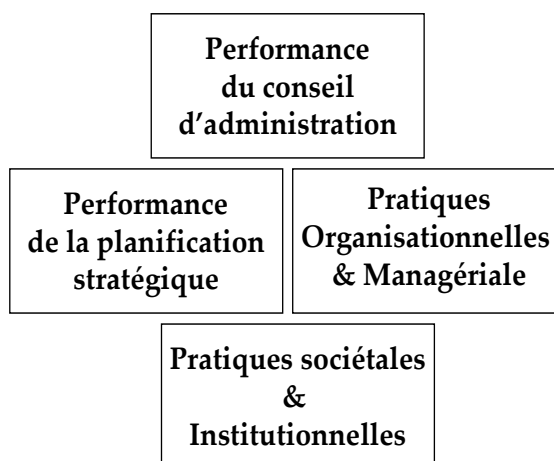 Performance
du conseil
d'administration
Performance
de la planification
stratégique
Pratiques
Organisationnelles
& Managériale
Pratiques sociétales
&
Institutionnelles